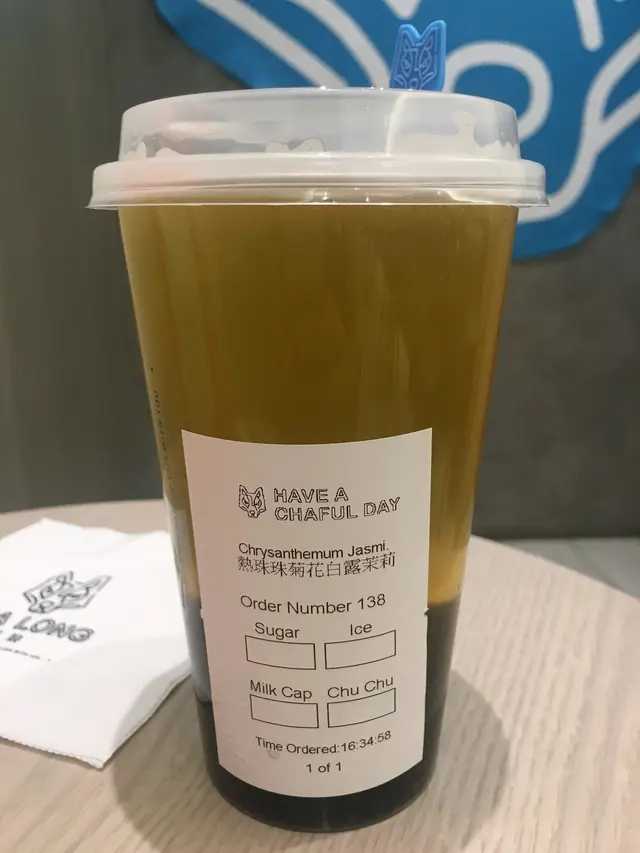 HAVE A
CHAFUL DAY
Chrysanthemum Jasmi.
熱珠珠菊花白露茉莉
Order Number 138
Sugar Ice
Milk Cap Chu Chu
Time Ordered:16:34:58
1 of 1
A LONG